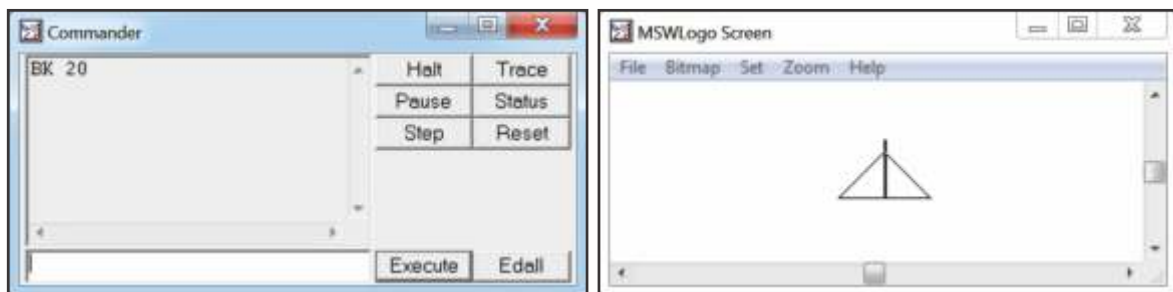 Commander
BK 20
Halt Trace
Pause Status
Step Reset
Execute Edall
MSWLogo Screen
File Bitmap Set Zoom Help